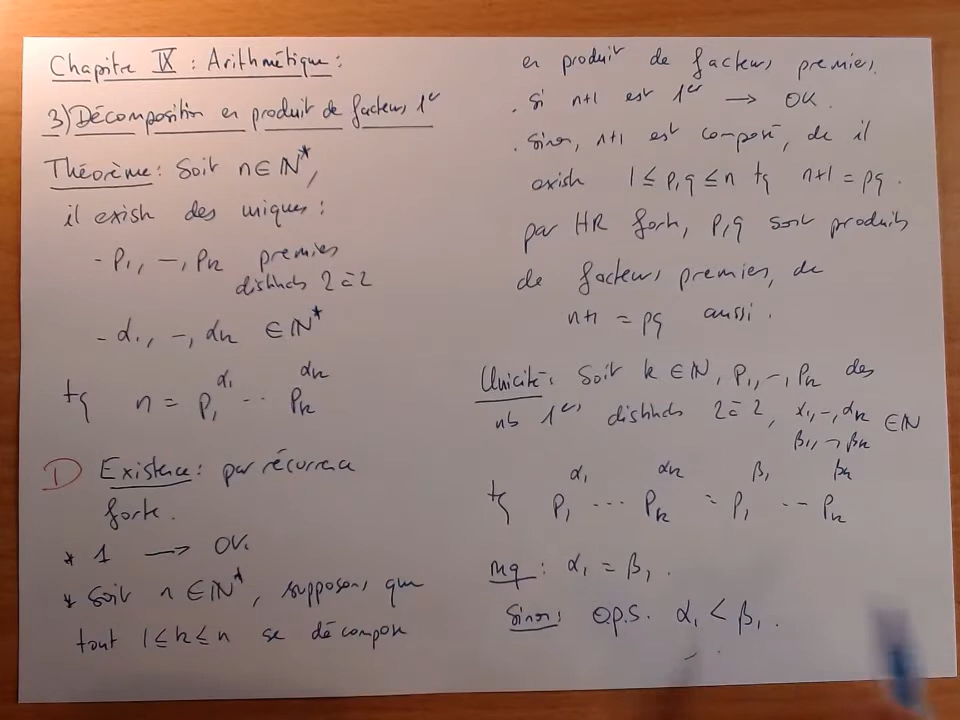 Chapitre IX : Arithmétique :
3) Décomposition en produit de facteurs 1er
Théorème : Soit n ∈ ℕ*,
il existe des uniques :
- p₁, -, pₖ premiers
distincts 2 à 2
- α₁, -, αₖ ∈ ℕ*
tq n = p₁^α₁ ... pₖ^αₖ
D Existence : par récurrence
forte.
* 1 → OK.
* Soit n ∈ ℕ*, supposons que
tout 1 ≤ k ≤ n se décompose
en produit de facteurs premiers.
. Si n+1 est 1er → OK.
. Sinon, n+1 est composé, dc il
existe 1 ≤ p,q ≤ n tq n+1 = pq.
par HR forte, p,q sont produits
de facteurs premiers, dc
n+1 = pq aussi.
Unicité : Soit k ∈ ℕ, p₁, -, pₖ des
nb 1ers distincts 2 à 2, α₁, -, αₖ β₁, -, βₖ ∈ ℕ
tq p₁^α₁ ... pₖ^αₖ = p₁^β₁ ... pₖ^βₖ
Mq : α₁ = β₁.
Sinon : O.p.s. α₁ < β₁.